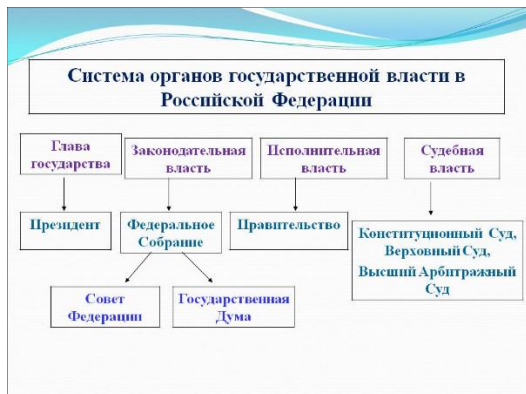 Система органов государственной власти в
Российской Федерации
Глава
государства
Законодательная
власть
Исполнительная
власть
Судебная
власть
Президент
Федеральное
Собрание
Правительство
Конституционный Суд,
Верховный Суд,
Высший Арбитражный
Суд
Совет
Федерации
Государственная
Дума